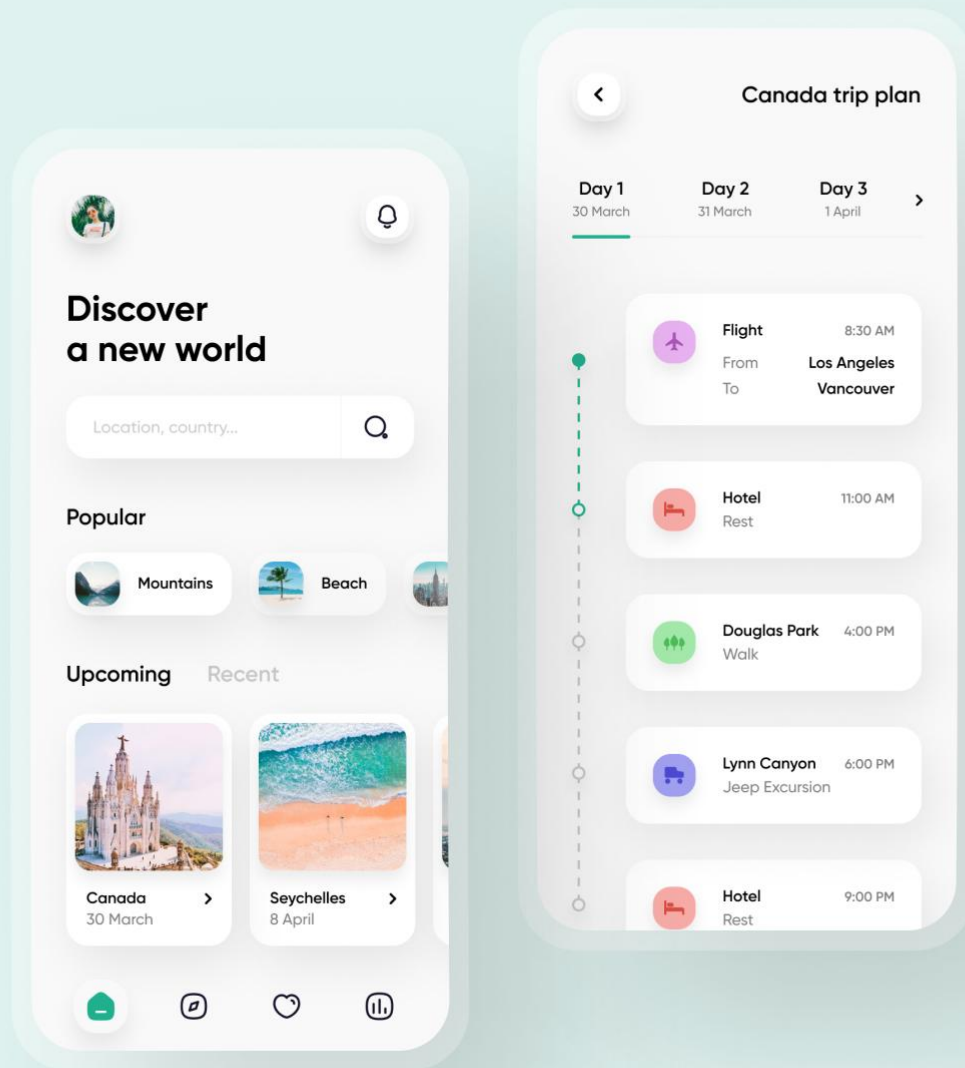 Discover
a new world
Location, country...
Popular
Mountains
Beach
Upcoming Recent
Canada
30 March
Seychelles
8 April
Canada trip plan
Day 1 Day 2 Day 3
30 March 31 March 1 April
Flight 8:30 AM
From Los Angeles
To Vancouver
Hotel 11:00 AM
Rest
Douglas Park 4:00 PM
Walk
Lynn Canyon 6:00 PM
Jeep Excursion
Hotel 9:00 PM
Rest